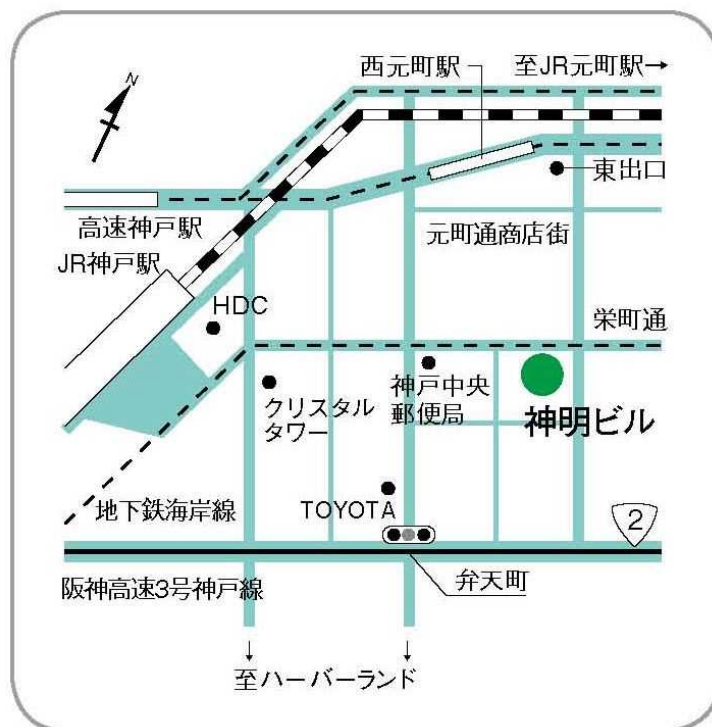 N
西元町駅
至JR元町駅→
東出口
高速神戸駅
元町通商店街
JR神戸駅
HDC
栄町通
クリスタル
タワー
神戸中央
郵便局
神明ビル
地下鉄海岸線
TOYOTA
2
阪神高速3号神戸線
弁天町
至ハーバーランド